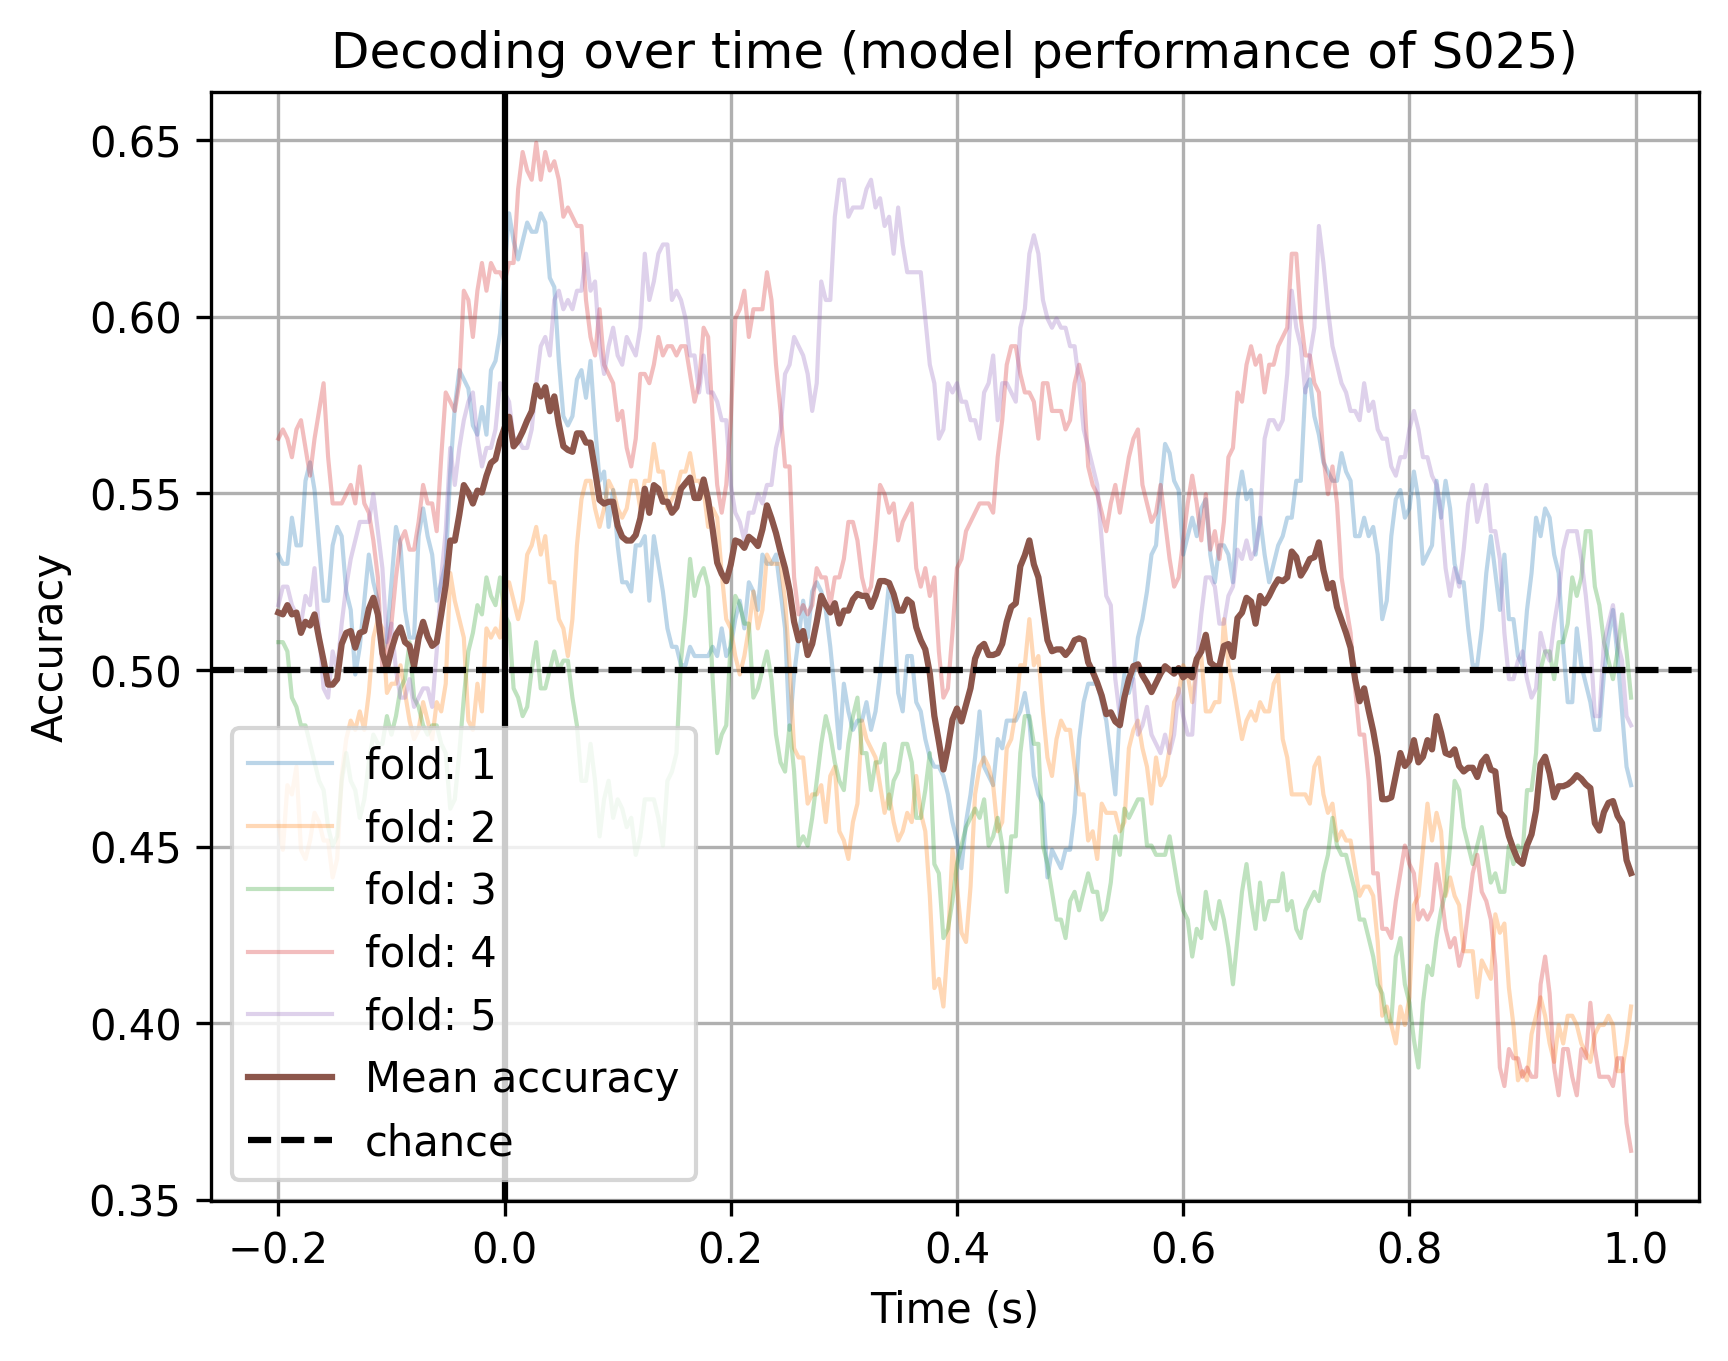 Decoding over time (model performance of S025)
Accuracy
0.65
0.60
0.55
0.50
0.45
0.40
0.35
fold: 1
fold: 2
fold: 3
fold: 4
fold: 5
Mean accuracy
chance
−0.2 0.0 0.2 0.4 0.6 0.8 1.0
Time (s)